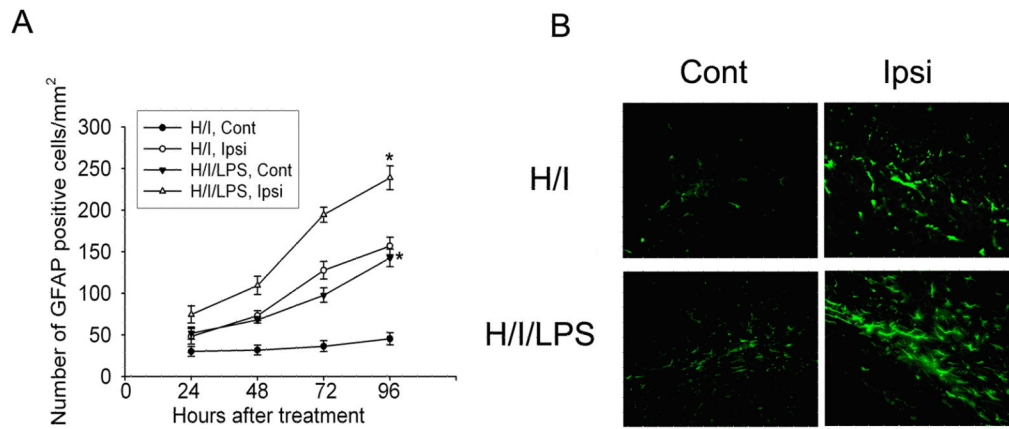 A
Number of GFAP positive cells/mm²
300
250
200
150
100
50
0
H/I, Cont
H/I, Ipsi
H/I/LPS, Cont
H/I/LPS, Ipsi
*
*
0 24 48 72 96
Hours after treatment
B
Cont Ipsi
H/I
H/I/LPS